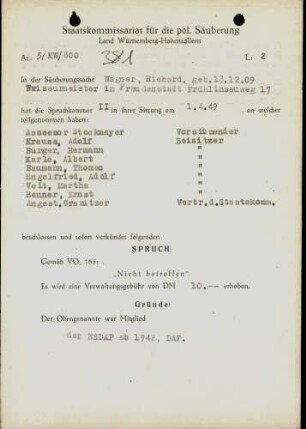 Staatskommissariat für die pol. Säuberung
Land Württemberg-Hohenzollern
Az: 5/KW/800 381 L: 2
In der Säuberungssache Wagner, Richard, geb. 18.12.09
in Freudenstadt Frühlingsweg 17
hat die Spruchkammer II in ihrer Sitzung am 1.4.49 , an welcher
teilgenommen haben:
Assessor Stockmayer Vorsitzender
Krauss, Adolf Beisitzer
Burger, Hermann "
Karle, Albert "
Baumann, Thomas "
Engelfried, Adolf "
Veit, Martha "
Renner, Ernst "
Angest. Granitzer Vertr.d.Staatskomm.
beschlossen und sofort verkündet folgenden
SPRUCH:
Gemäß VO. 165:
„Nicht betroffen".
Es wird eine Verwaltungsgebühr von DM 10.-- erhoben.
Gründe:
Der Obengenannte war Mitglied
der NSDAP ab 1942, DAF.